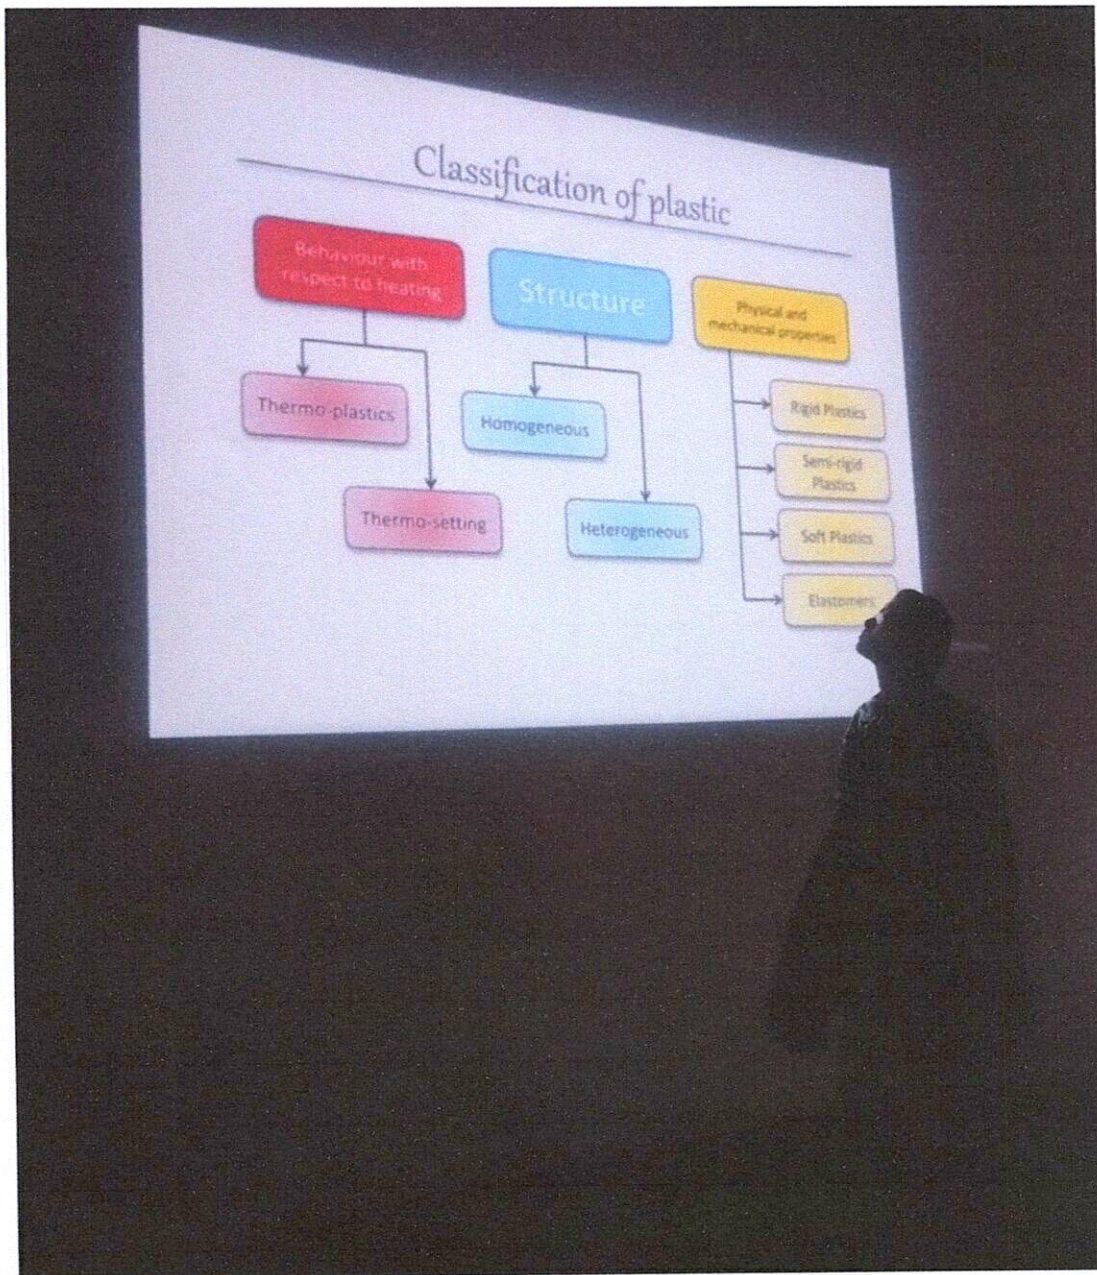 Classification of plastic
Behaviour with
respect to heating
Structure
Physical and
mechanical properties
Thermo-plastics
Thermo-setting
Homogeneous
Heterogeneous
Rigid Plastics
Semi-rigid
Plastics
Soft Plastics
Elastomers